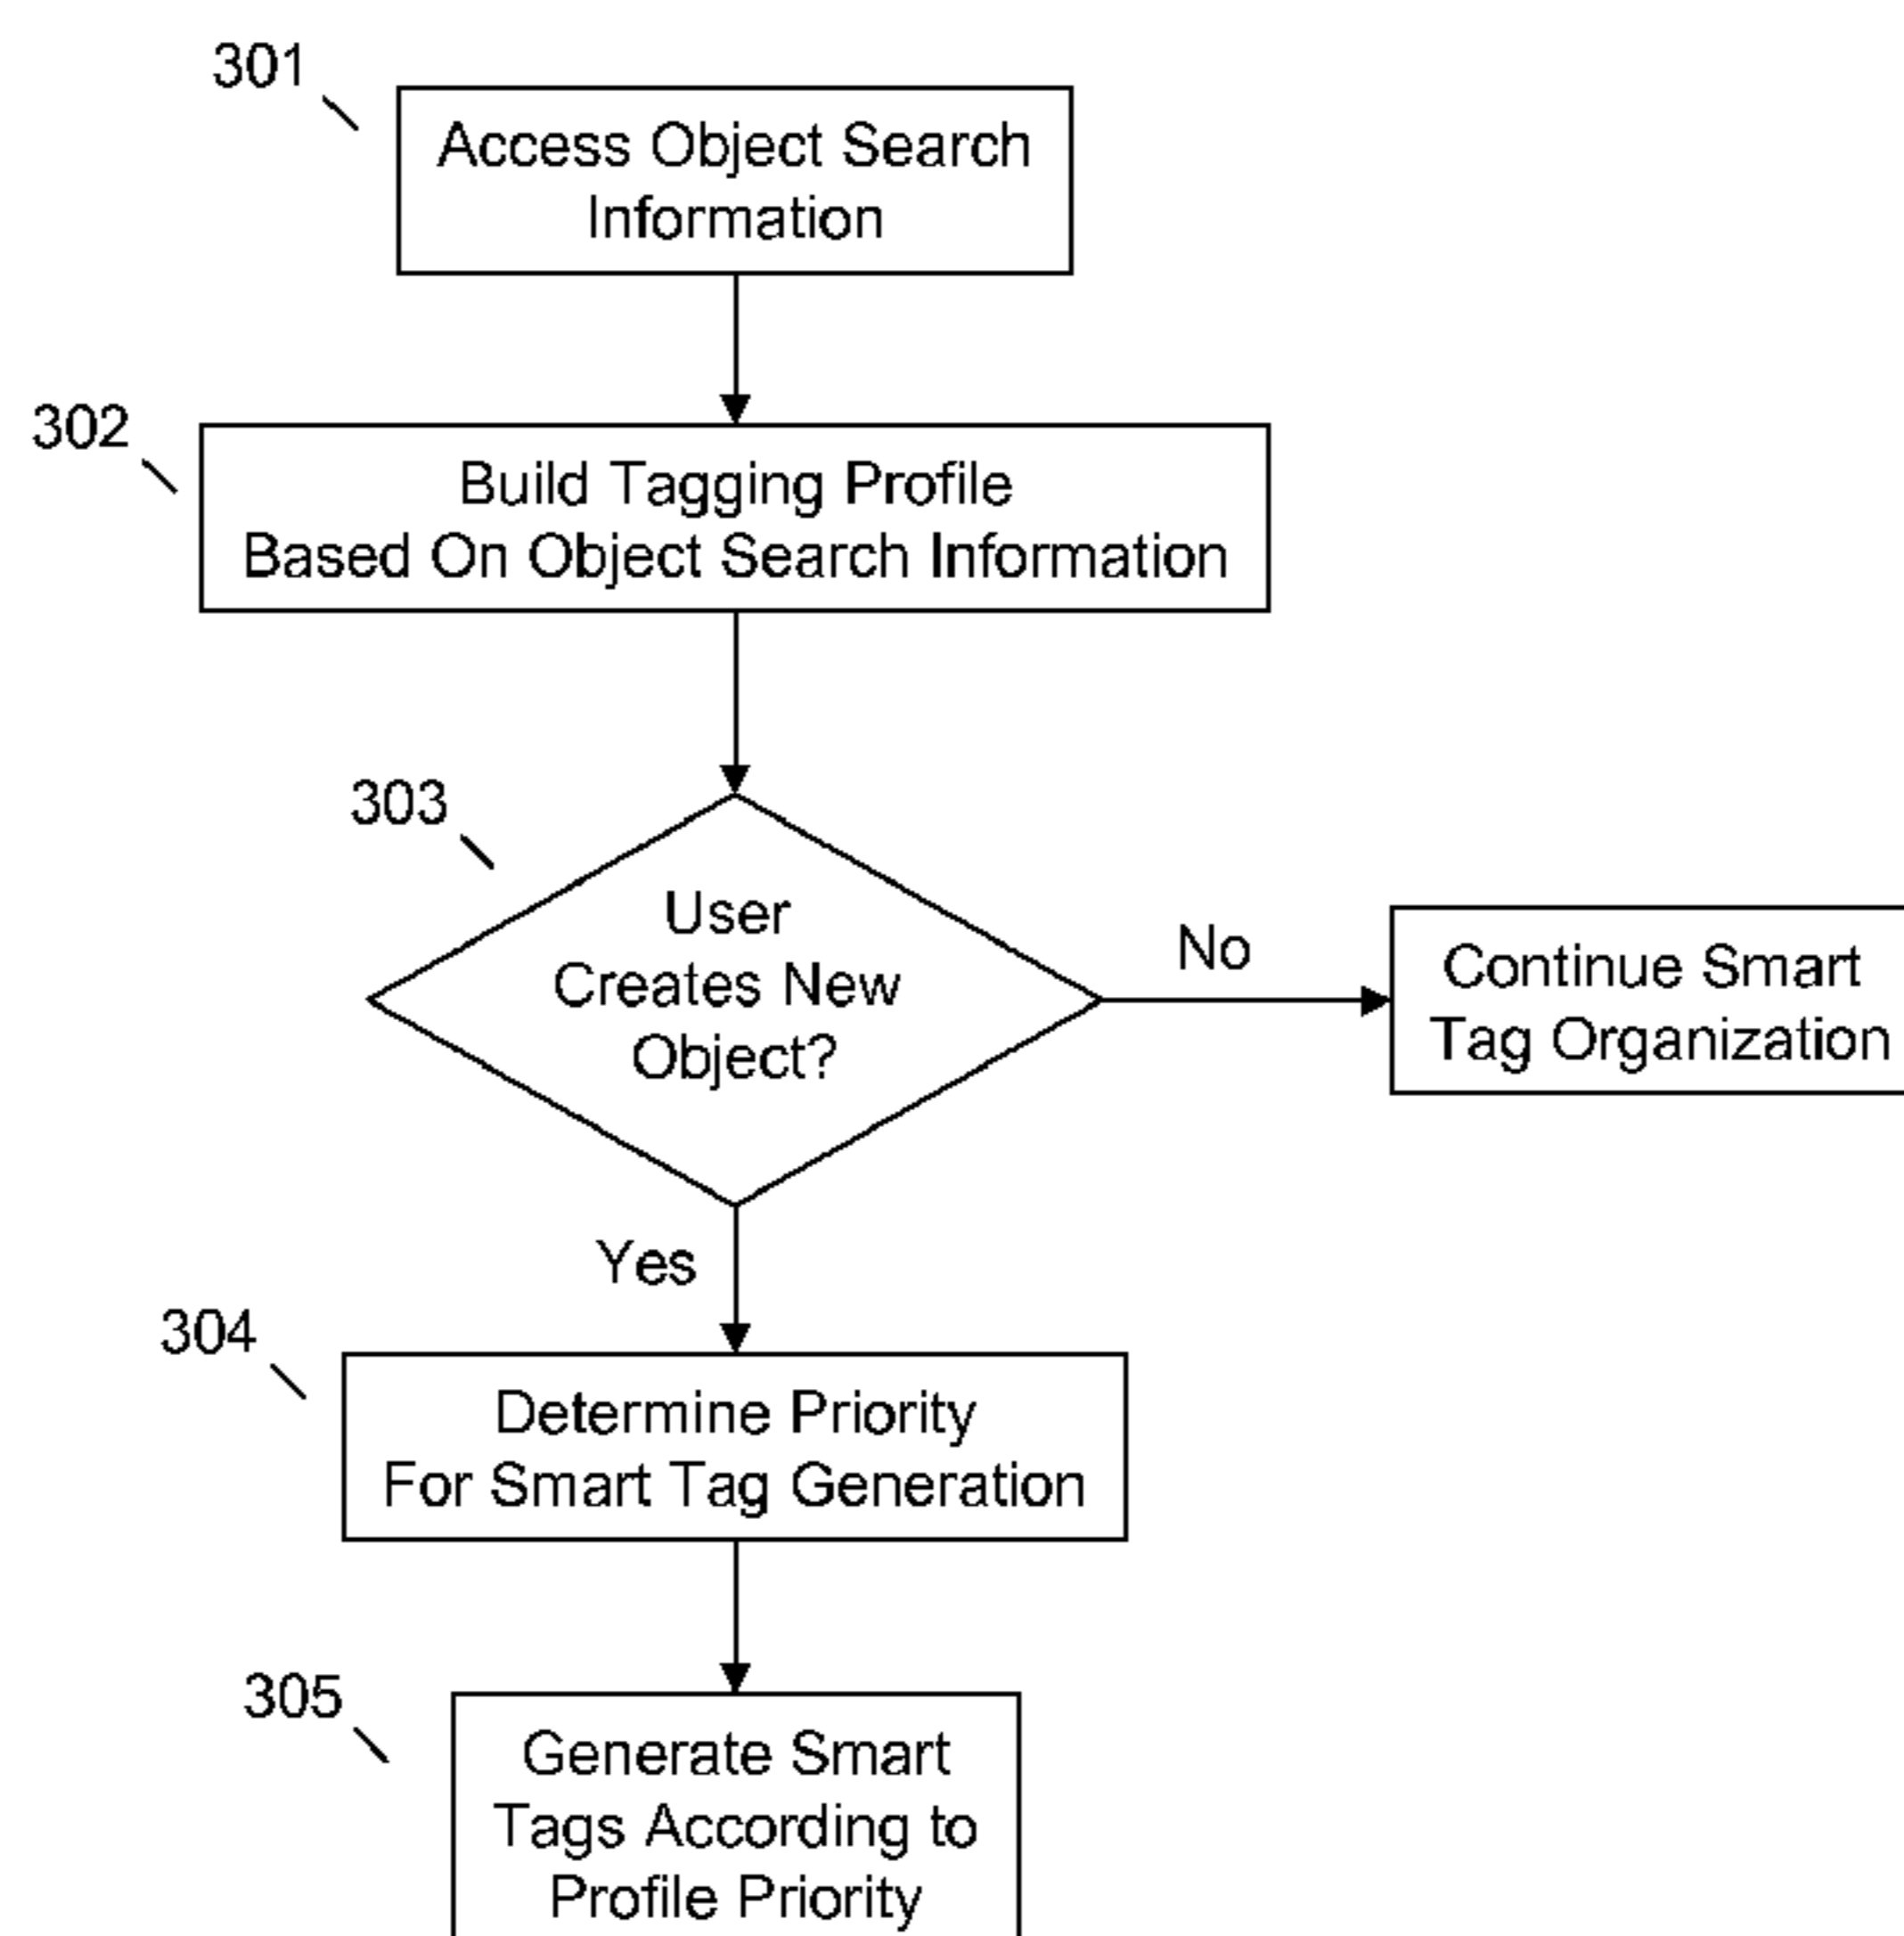 301
Access Object Search
Information
302
Build Tagging Profile
Based On Object Search Information
303
User
Creates New
Object?
No
Continue Smart
Tag Organization
Yes
304
Determine Priority
For Smart Tag Generation
305
Generate Smart
Tags According to
Profile Priority